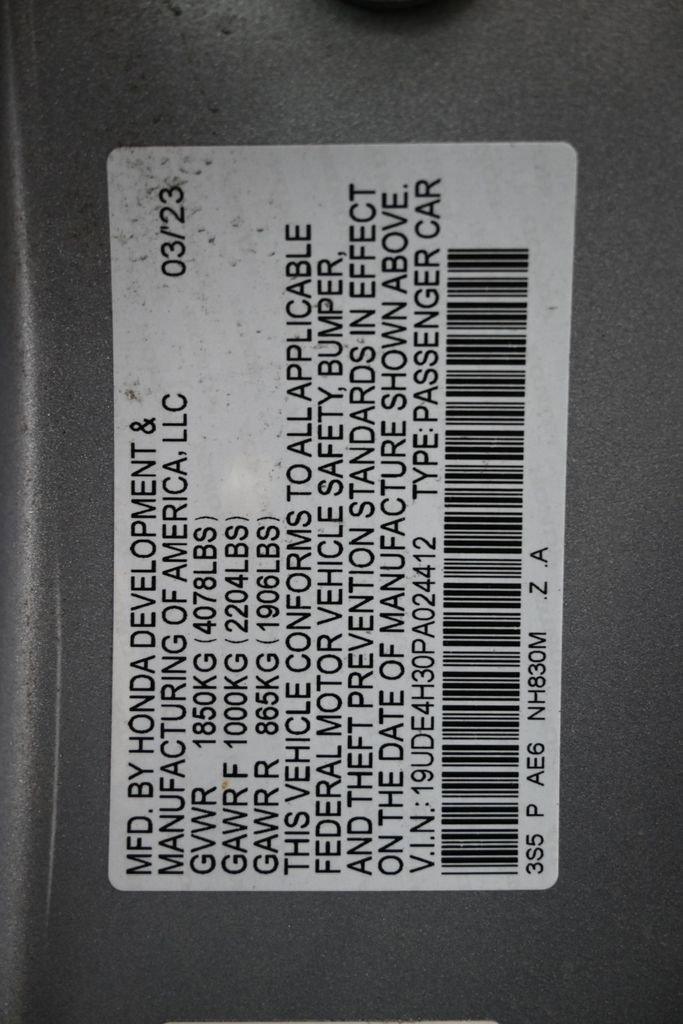 MFD. BY HONDA DEVELOPMENT & 03/'23
MANUFACTURING OF AMERICA, LLC
GVWR 1850KG (4078LBS)
GAWR F 1000KG (2204LBS)
GAWR R 865KG (1906LBS)
THIS VEHICLE CONFORMS TO ALL APPLICABLE
FEDERAL MOTOR VEHICLE SAFETY, BUMPER,
AND THEFT PREVENTION STANDARDS IN EFFECT
ON THE DATE OF MANUFACTURE SHOWN ABOVE.
V.I.N.: 19UDE4H30PA024412 TYPE: PASSENGER CAR
3S5 P AE6 NH830M .Z .A